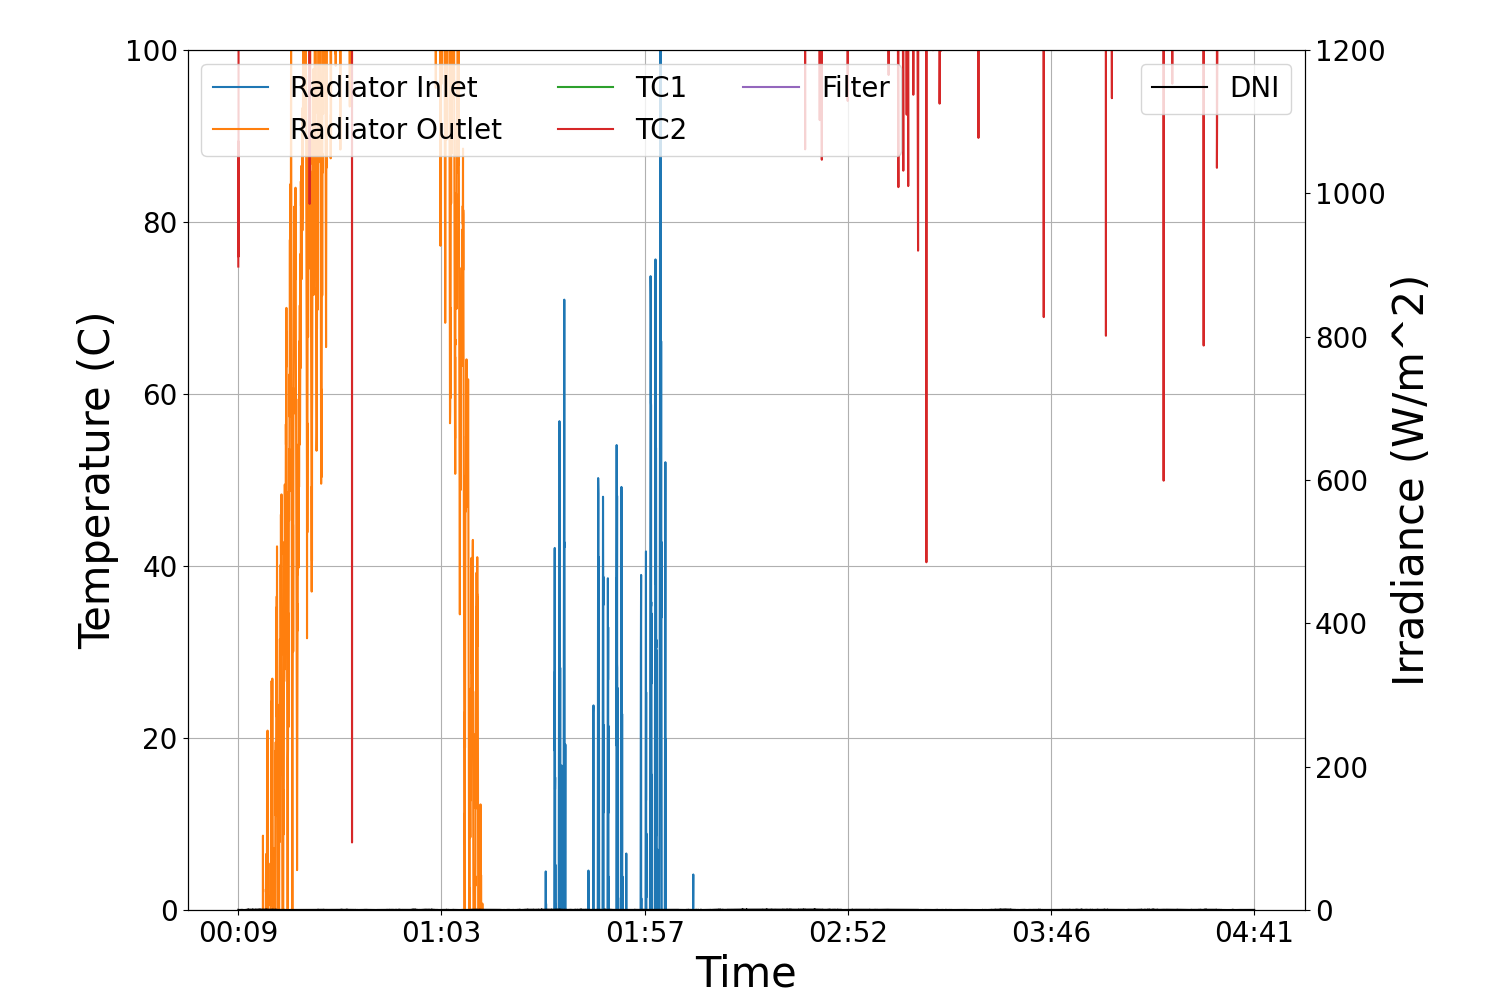 100
80
60
40
20
0
Temperature (C)
Radiator Inlet
Radiator Outlet
TC1
TC2
Filter
DNI
1200
1000
800
600
400
200
0
Irradiance (W/m^2)
00:09 01:03 01:57 02:52 03:46 04:41
Time